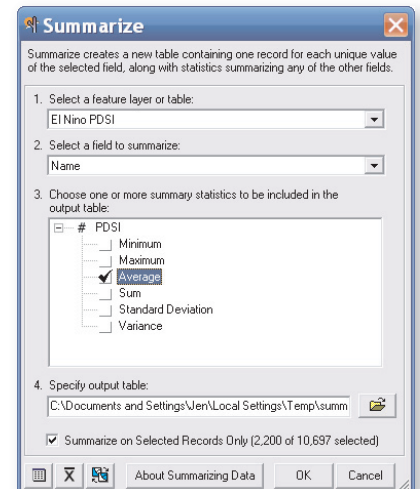 Summarize
Summarize creates a new table containing one record for each unique value
of the selected field, along with statistics summarizing any of the other fields.
1. Select a feature layer or table:
El Nino PDSI
2. Select a field to summarize:
Name
3. Choose one or more summary statistics to be included in the
output table:
# PDSI
Minimum
Maximum
Average
Sum
Standard Deviation
Variance
4. Specify output table:
C:\Documents and Settings\Jen\Local Settings\Temp\summ
Summarize on Selected Records Only (2,200 of 10,697 selected)
About Summarizing Data OK Cancel